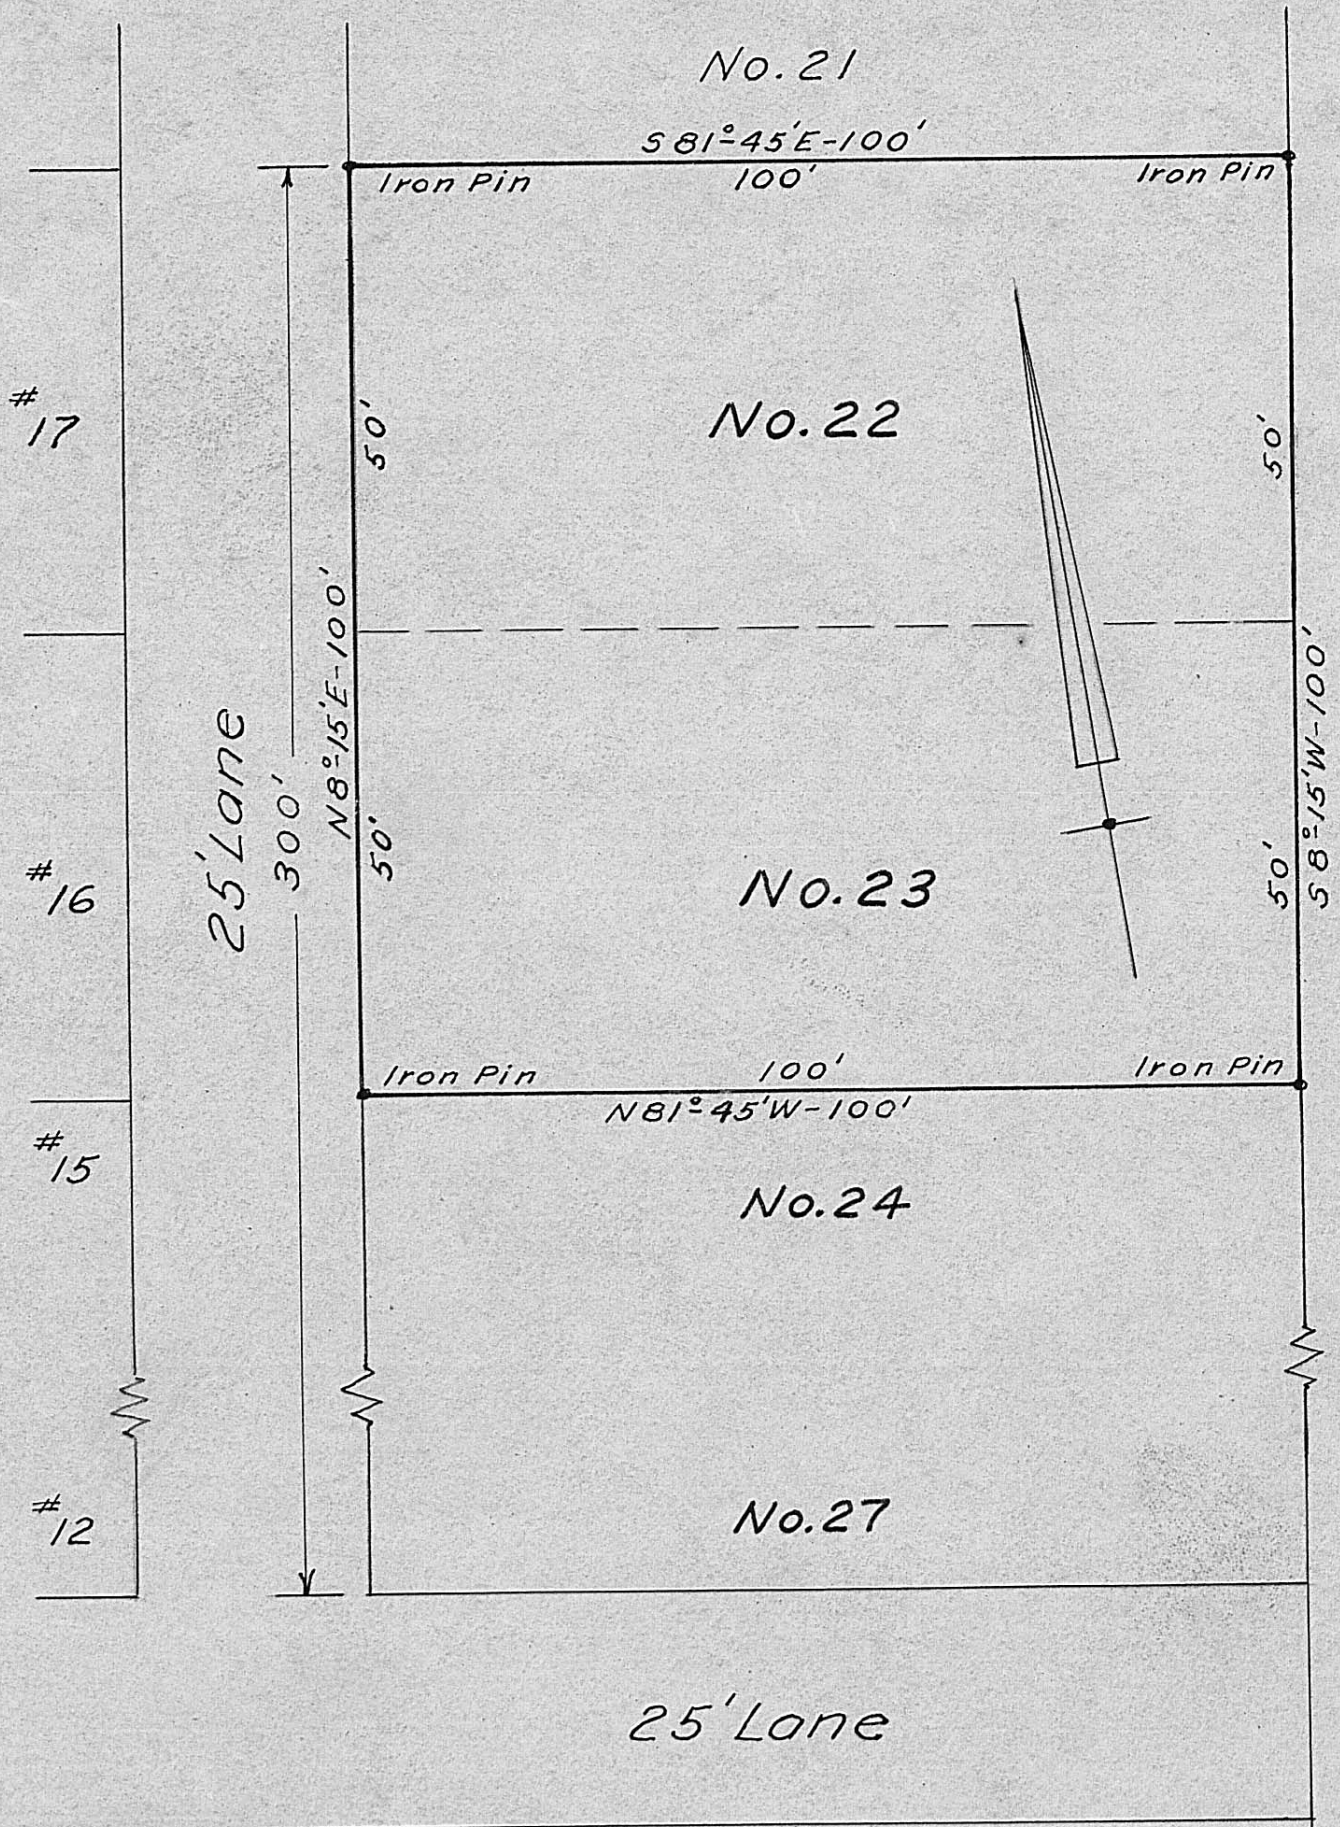 No. 21
S 81°-45'E-100'
Iron Pin
100'
Iron Pin
#17
50'
No. 22
50'
N8°-15'E-100'
25' Lane
300'
S 8°-15'W-100'
#16
50'
No. 23
50'
Iron Pin
100'
Iron Pin
N81°-45'W-100'
#15
No. 24
#12
No. 27
25' Lane